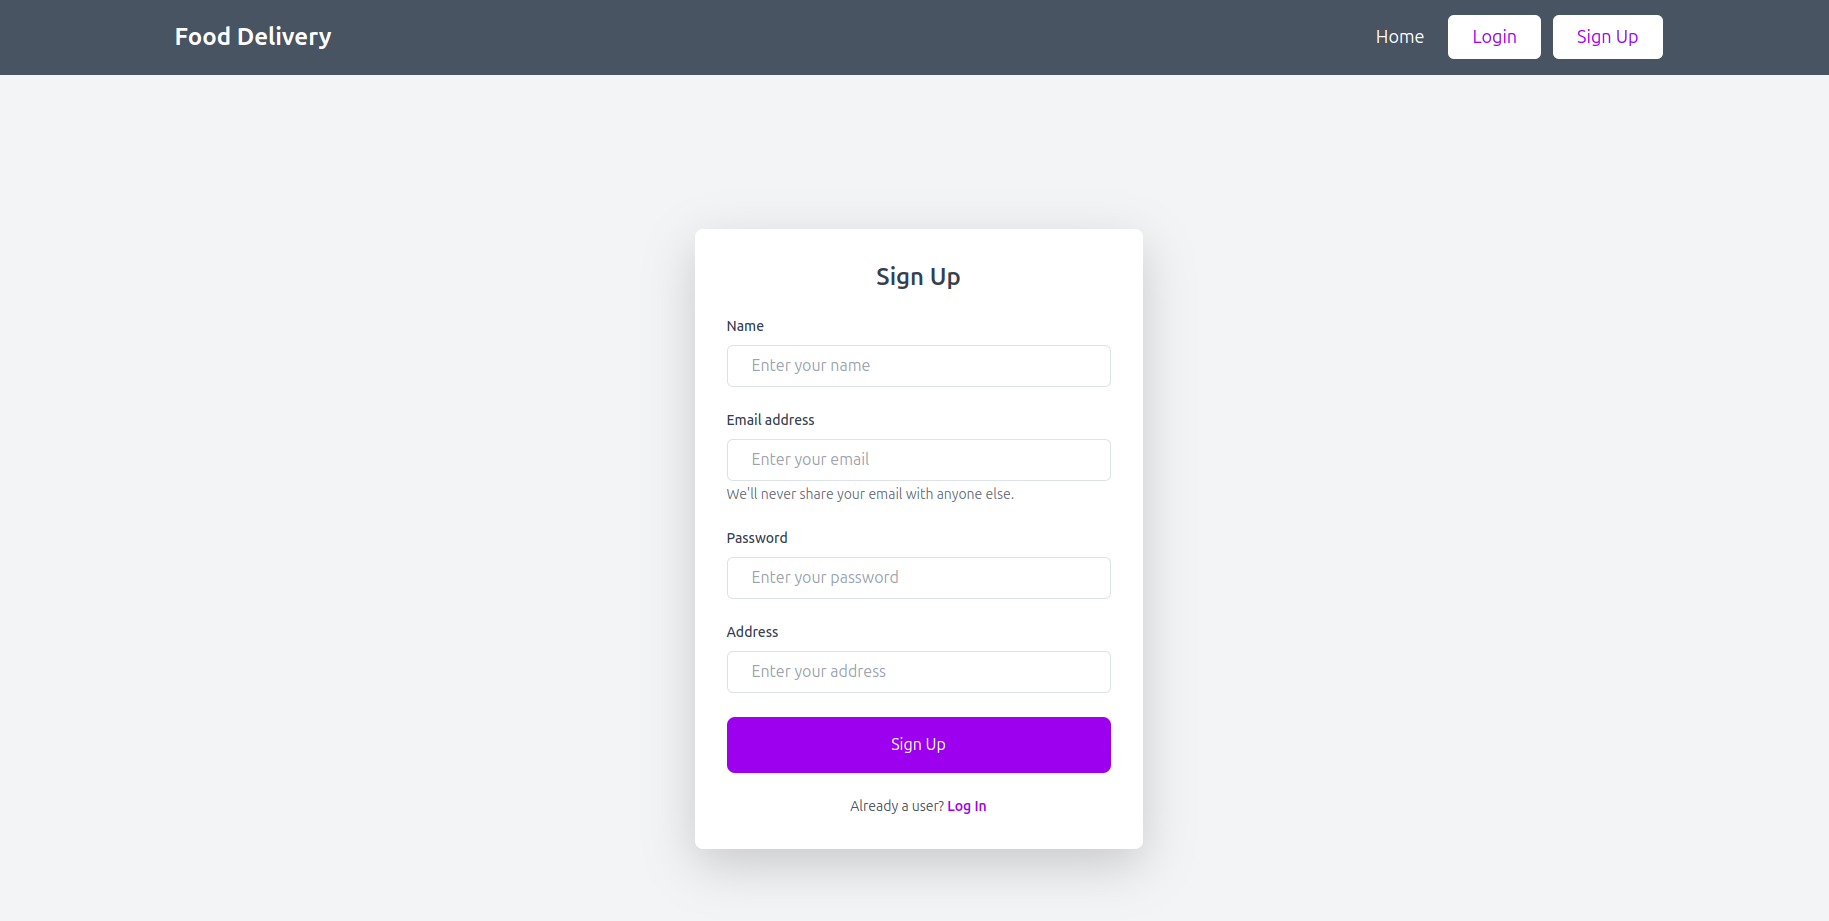 Food Delivery
Home Login Sign Up
Sign Up
Name
Enter your name
Email address
Enter your email
We'll never share your email with anyone else.
Password
Enter your password
Address
Enter your address
Sign Up
Already a user? Log In